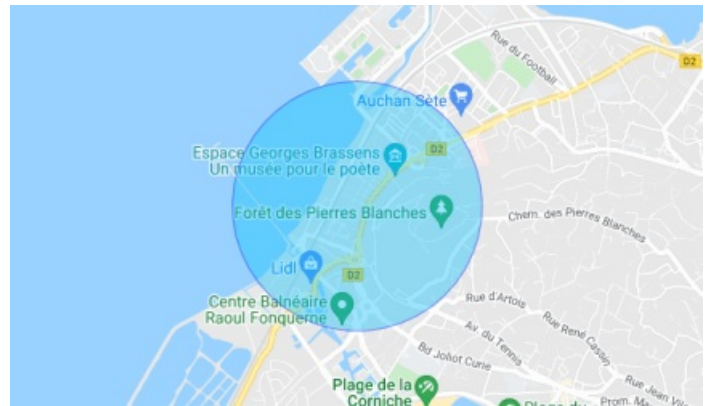 Rue du Football
D2
Auchan Sète
Espace Georges Brassens
Un musée pour le poète
D2
Forêt des Pierres Blanches
Chem. des Pierres Blanches
Lidl
D2
Centre Balnéaire
Raoul Fonquerne
Rue d'Artois
Av. du Tennis
Rue René Cassin
Bd Joliot Curie
Rue Jean Vil
Plage de la
Corniche
Prom. Ma